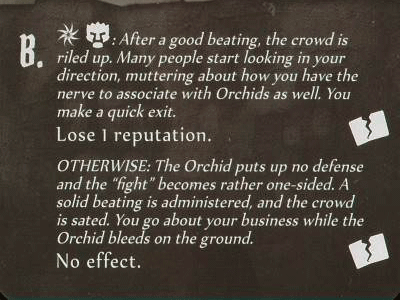 B.
: After a good beating, the crowd is
riled up. Many people start looking in your
direction, muttering about how you have the
nerve to associate with Orchids as well. You
make a quick exit.
Lose 1 reputation.
OTHERWISE: The Orchid puts up no defense
and the “fight” becomes rather one-sided. A
solid beating is administered, and the crowd
is sated. You go about your business while the
Orchid bleeds on the ground.
No effect.